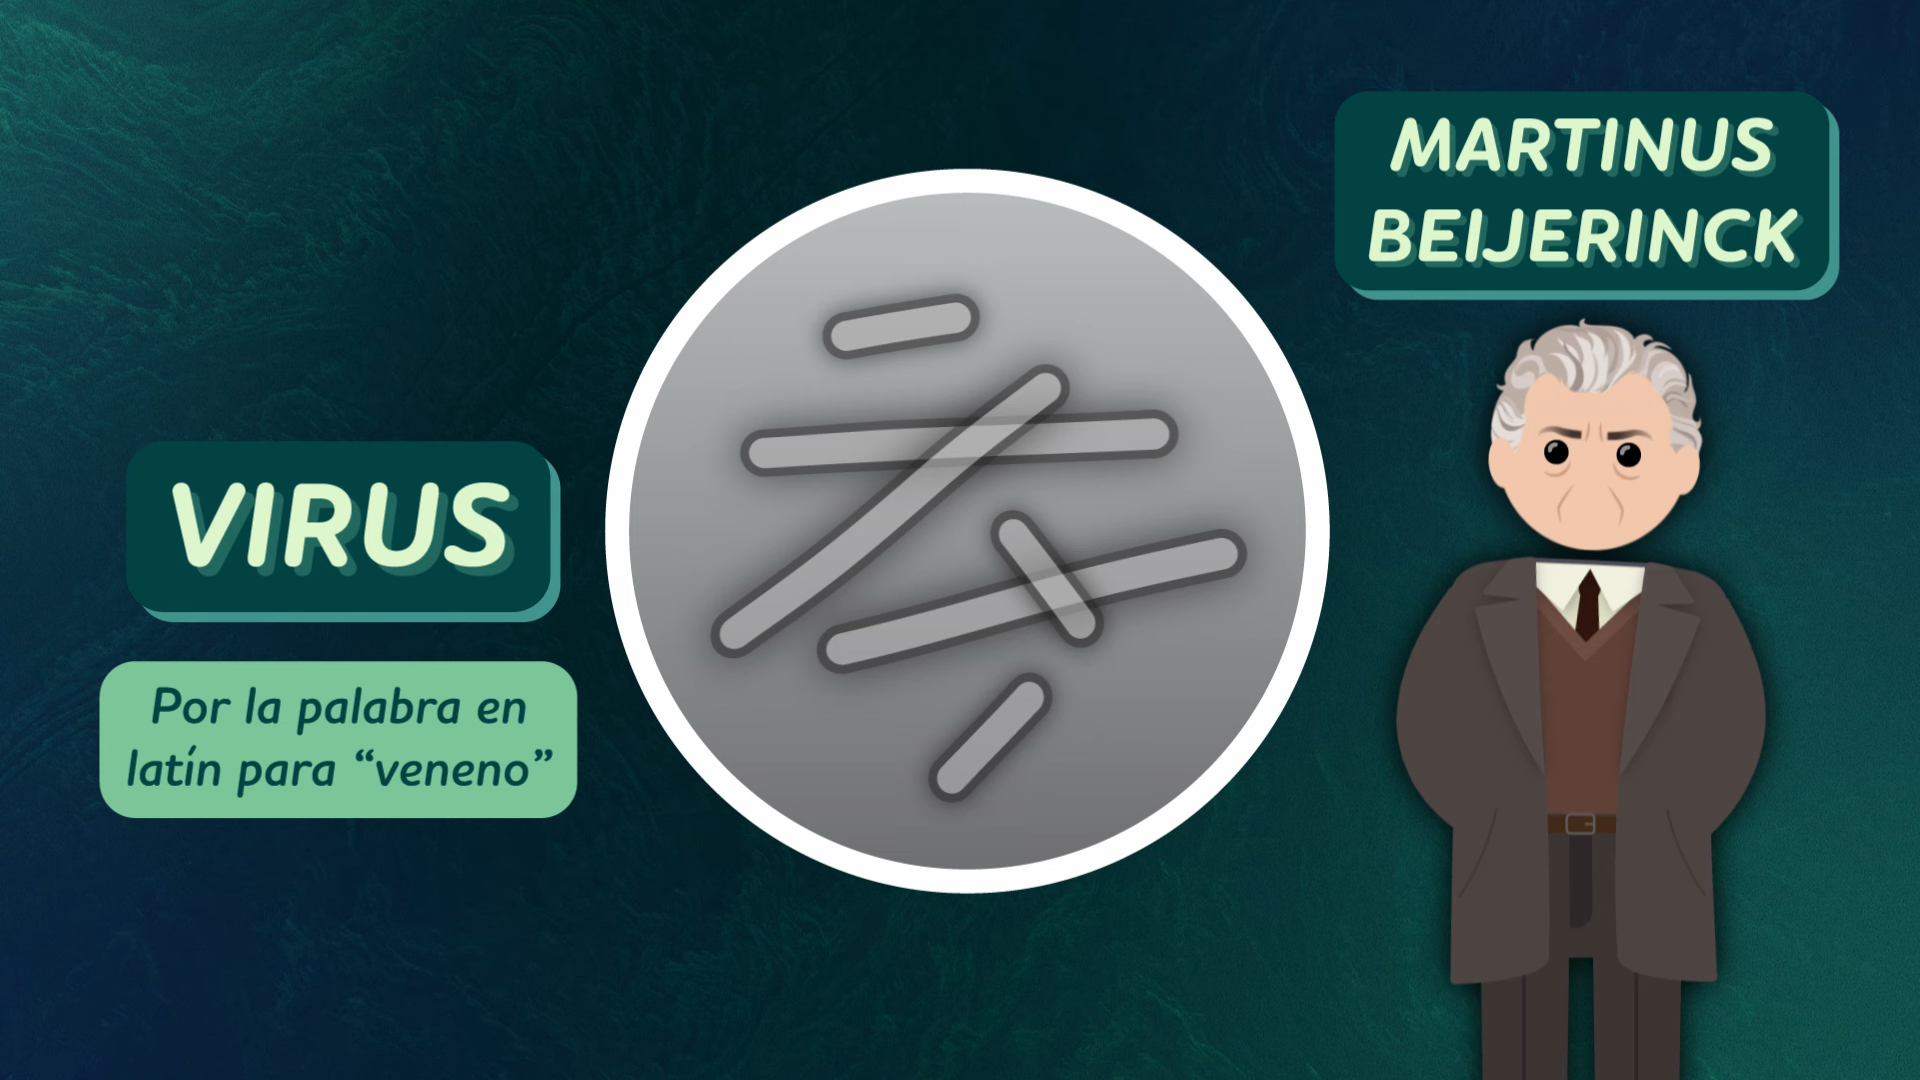 MARTINUS
BEIJERINCK
VIRUS
Por la palabra en
latín para “veneno”